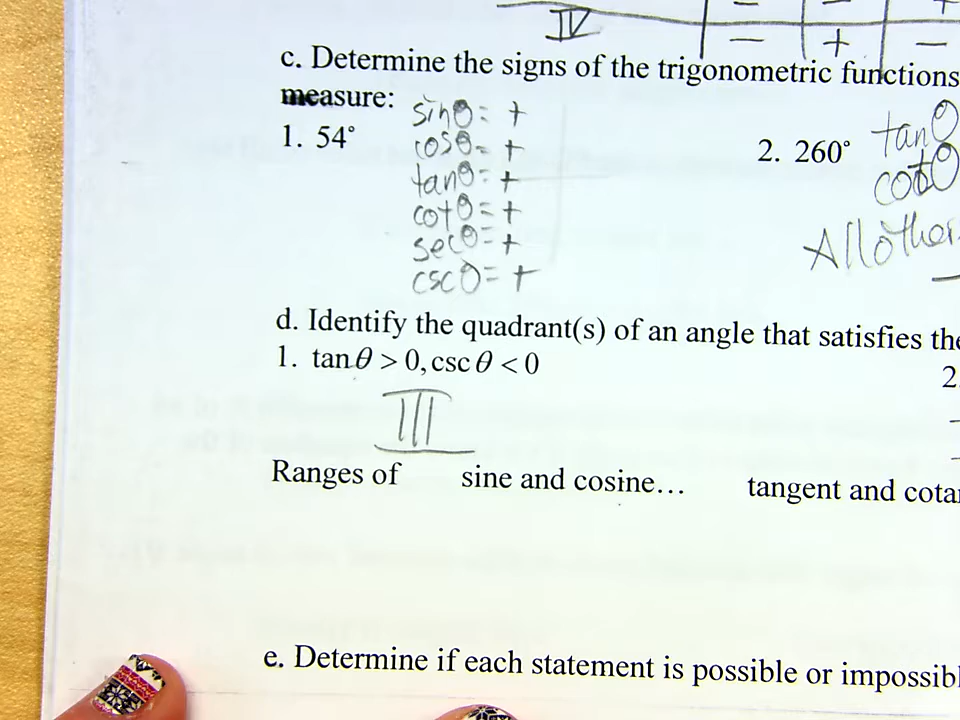 IV − − +
− + −
c. Determine the signs of the trigonometric functions
measure:
1. 54°
sinθ = +
cosθ = +
tanθ = +
cotθ = +
secθ = +
cscθ = +
2. 260°
tanθ
cotθ
All other
d. Identify the quadrant(s) of an angle that satisfies the
1. tan θ > 0, csc θ < 0
2.
III
Ranges of sine and cosine… tangent and cota
e. Determine if each statement is possible or impossibl